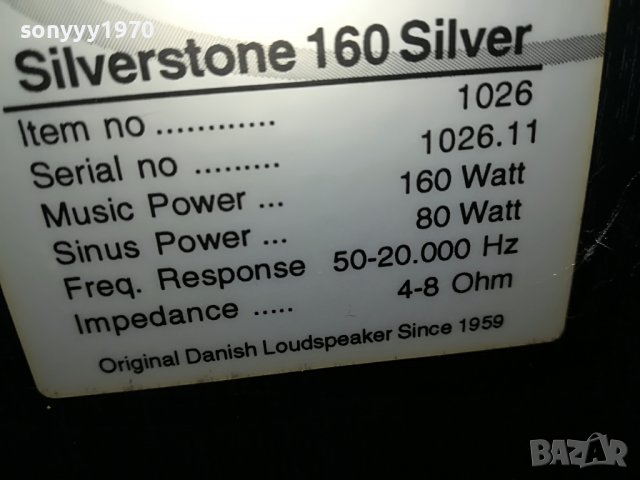 sonyyy1970
Silverstone 160 Silver
Item no ............ 1026
Serial no ......... 1026.11
Music Power ... 160 Watt
Sinus Power ... 80 Watt
Freq. Response 50-20.000 Hz
Impedance ..... 4-8 Ohm
Original Danish Loudspeaker Since 1959
BAZAR